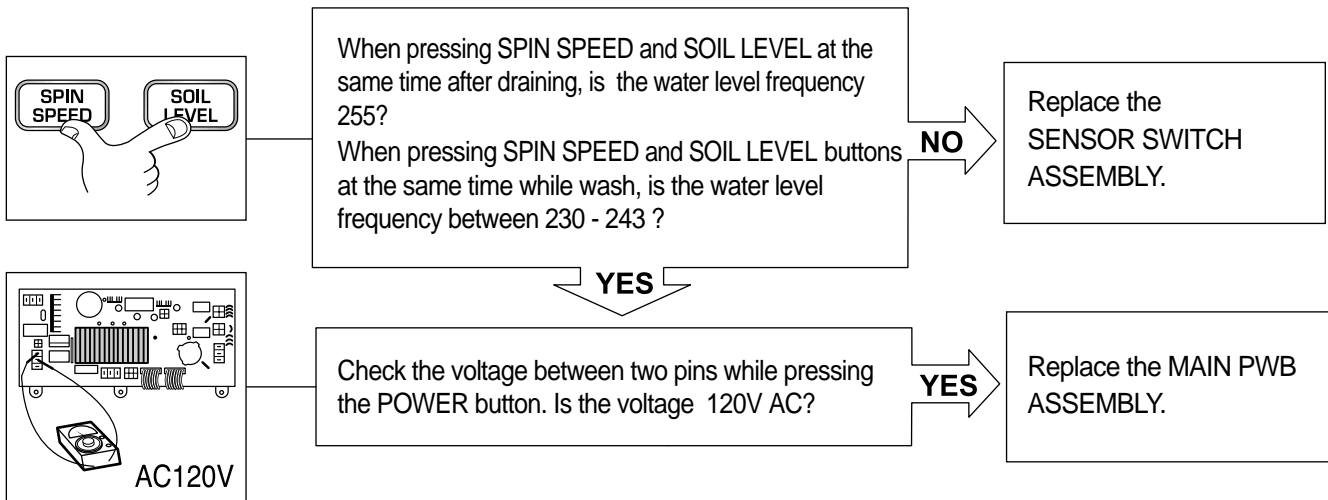 SPIN
SPEED
SOIL
LEVEL
When pressing SPIN SPEED and SOIL LEVEL at the
same time after draining, is the water level frequency
255?
When pressing SPIN SPEED and SOIL LEVEL buttons
at the same time while wash, is the water level
frequency between 230 - 243 ?
NO
Replace the
SENSOR SWITCH
ASSEMBLY.
YES
AC120V
Check the voltage between two pins while pressing
the POWER button. Is the voltage 120V AC?
YES
Replace the MAIN PWB
ASSEMBLY.